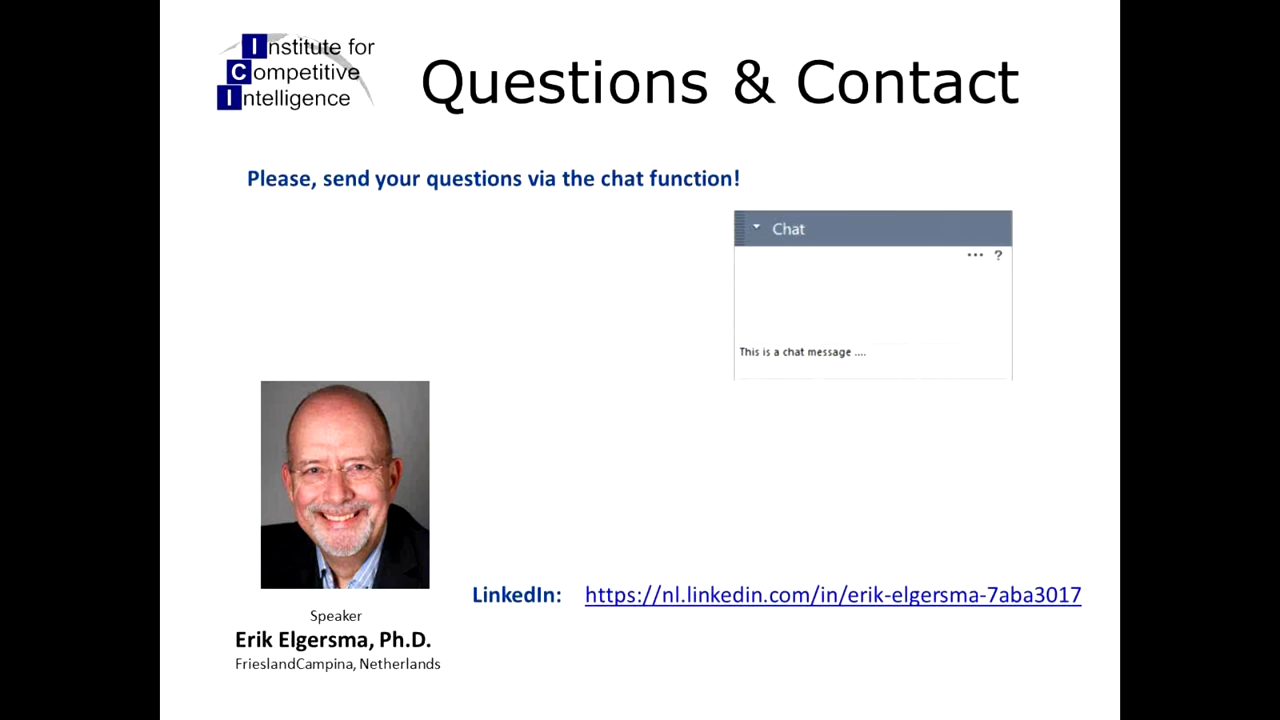 Institute for
Competitive
Intelligence
Questions & Contact
Please, send your questions via the chat function!
Chat
... ?
This is a chat message ....
LinkedIn: https://nl.linkedin.com/in/erik-elgersma-7aba3017
Speaker
Erik Elgersma, Ph.D.
FrieslandCampina, Netherlands